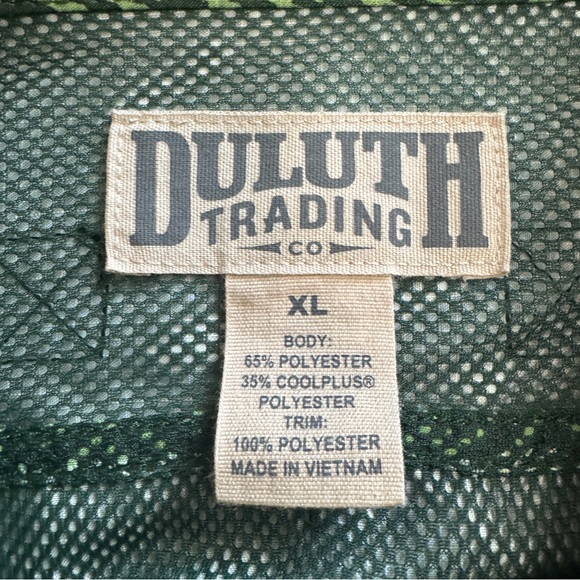 DULUTH
TRADING
CO
XL
BODY:
65% POLYESTER
35% COOLPLUS®
POLYESTER
TRIM:
100% POLYESTER
MADE IN VIETNAM